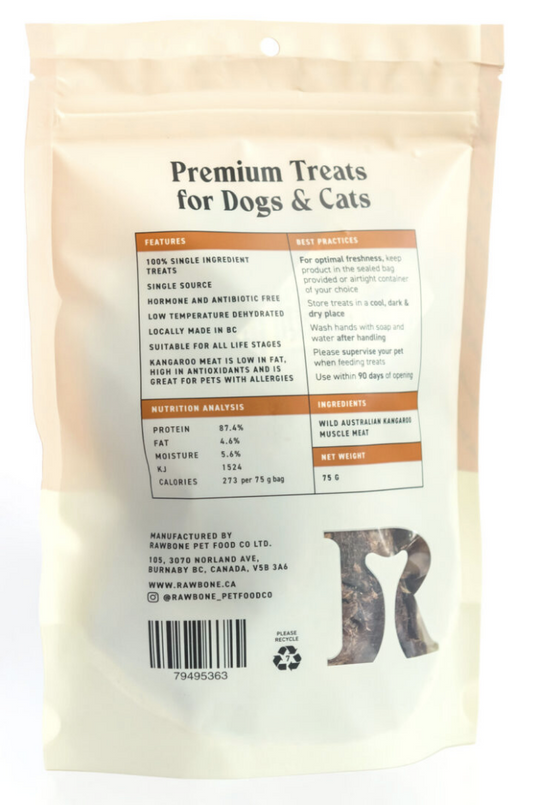 Premium Treats
for Dogs & Cats
FEATURES
100% SINGLE INGREDIENT
TREATS
SINGLE SOURCE
HORMONE AND ANTIBIOTIC FREE
LOW TEMPERATURE DEHYDRATED
LOCALLY MADE IN BC
SUITABLE FOR ALL LIFE STAGES
KANGAROO MEAT IS LOW IN FAT,
HIGH IN ANTIOXIDANTS AND IS
GREAT FOR PETS WITH ALLERGIES
BEST PRACTICES
For optimal freshness, keep
product in the sealed bag
provided or airtight container
of your choice
Store treats in a cool, dark &
dry place
Wash hands with soap and
water after handling
Please supervise your pet
when feeding treats
Use within 90 days of opening
NUTRITION ANALYSIS
PROTEIN 87.4%
FAT 4.6%
MOISTURE 5.6%
KJ 1524
CALORIES 273 per 75 g bag
INGREDIENTS
WILD AUSTRALIAN KANGAROO
MUSCLE MEAT
NET WEIGHT
75 G
MANUFACTURED BY
RAWBONE PET FOOD CO LTD.
105, 3070 NORLAND AVE,
BURNABY BC, CANADA, V5B 3A6
WWW.RAWBONE.CA
@RAWBONE_PETFOODCO
79495363
PLEASE
RECYCLE
7
R